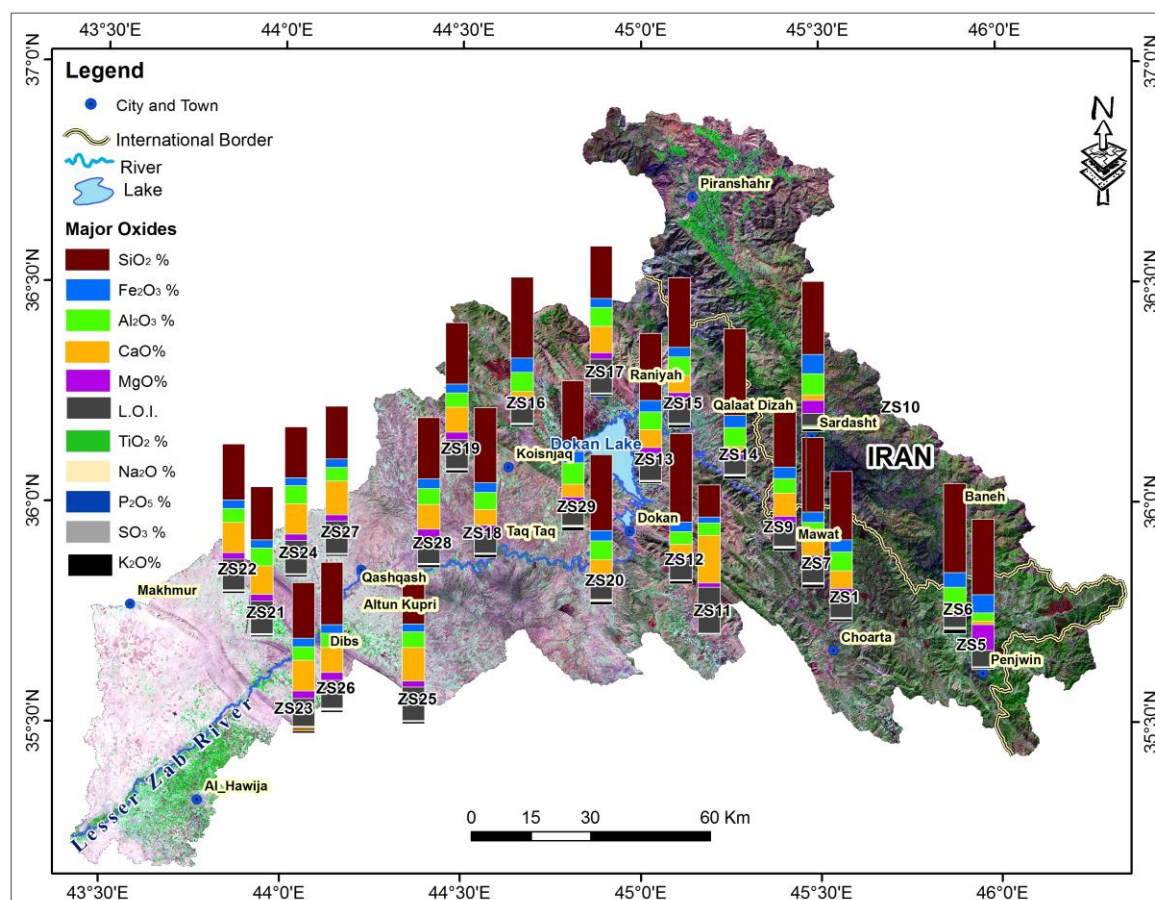 43°30'E 44°0'E 44°30'E 45°0'E 45°30'E 46°0'E
37°0'N
36°30'N
36°0'N
35°30'N
Legend
City and Town
International Border
River
Lake
Major Oxides
SiO₂ %
Fe₂O₃ %
Al₂O₃ %
CaO%
MgO%
L.O.I.
TiO₂ %
Na₂O %
P₂O₅ %
SO₃ %
K₂O%
N
37°0'N
36°30'N
36°0'N
35°30'N
Piranshahr
ZS17
Raniyah
ZS16
ZS15
Qalaat Dizah
ZS10
Sardasht
IRAN
ZS19
Dokan Lake
Koisnjaq
ZS13
ZS14
Baneh
ZS29
Dokan
ZS27
ZS28
ZS18
Taq Taq
ZS9
Mawat
ZS24
ZS22
ZS12
ZS7
Qashqash
ZS20
ZS21
Makhmur
Altun Kupri
ZS11
ZS1
ZS6
ZS5
Dibs
Choarta
Penjwin
ZS26
ZS25
ZS23
Lesser Zab River
Al_Hawija
0 15 30 60 Km
43°30'E 44°0'E 44°30'E 45°0'E 45°30'E 46°0'E